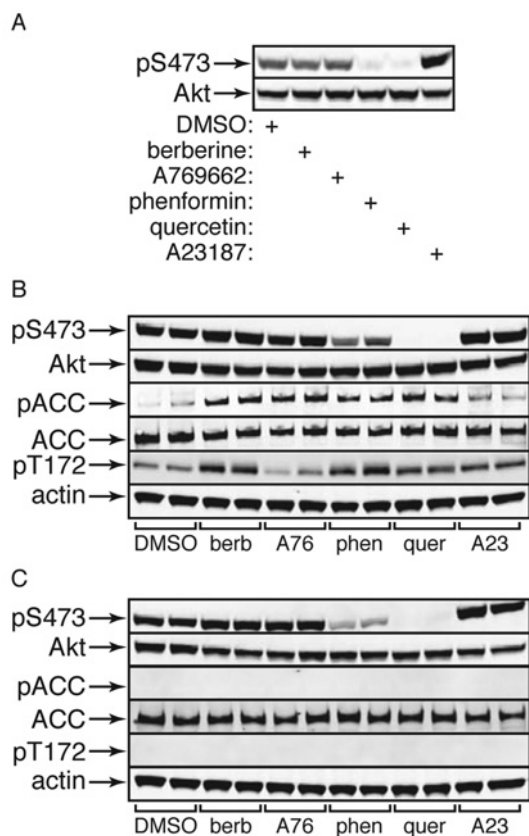 A
pS473
Akt
DMSO: +
berberine: +
A769662: +
phenformin: +
quercetin: +
A23187: +
B
pS473
Akt
pACC
ACC
pT172
actin
DMSO berb A76 phen quer A23
C
pS473
Akt
pACC
ACC
pT172
actin
DMSO berb A76 phen quer A23